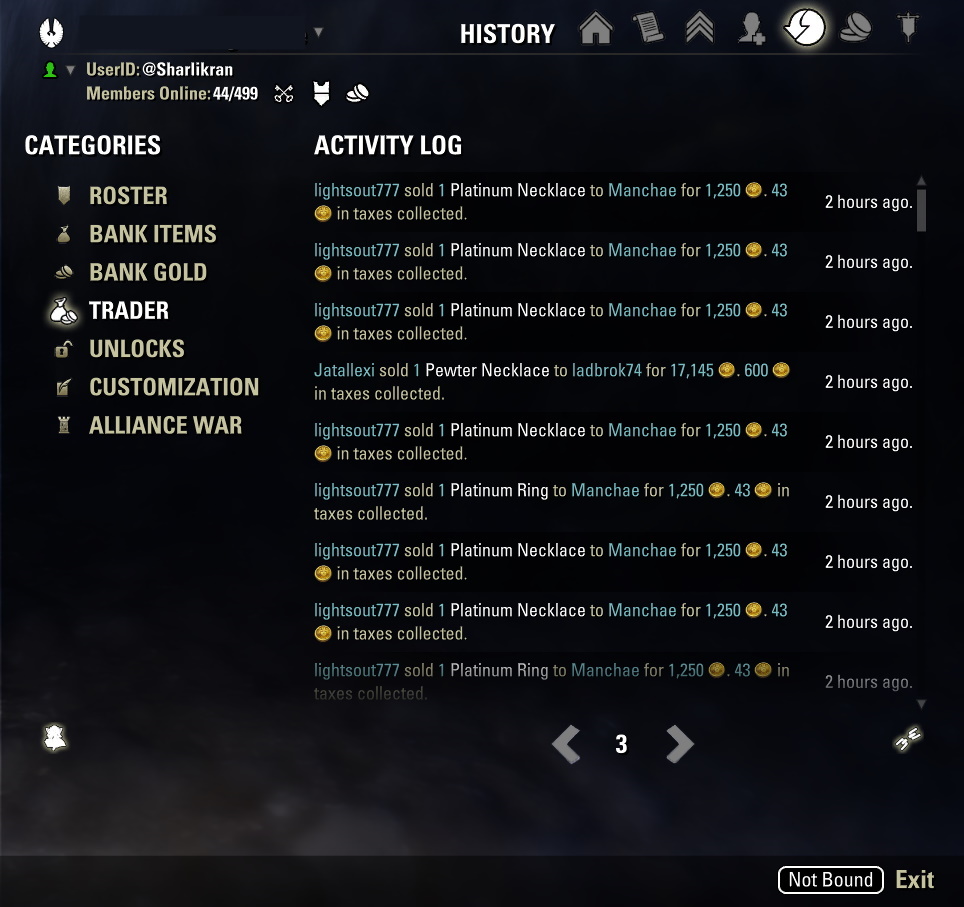 HISTORY
UserID: @Sharlikran
Members Online: 44/499
CATEGORIES
ROSTER
BANK ITEMS
BANK GOLD
TRADER
UNLOCKS
CUSTOMIZATION
ALLIANCE WAR
ACTIVITY LOG
lightsout777 sold 1 Platinum Necklace to Manchae for 1,250 . 43
in taxes collected.
2 hours ago.
lightsout777 sold 1 Platinum Necklace to Manchae for 1,250 . 43
in taxes collected.
2 hours ago.
lightsout777 sold 1 Platinum Necklace to Manchae for 1,250 . 43
in taxes collected.
2 hours ago.
Jatallexi sold 1 Pewter Necklace to ladbrok74 for 17,145 . 600
in taxes collected.
2 hours ago.
lightsout777 sold 1 Platinum Necklace to Manchae for 1,250 . 43
in taxes collected.
2 hours ago.
lightsout777 sold 1 Platinum Ring to Manchae for 1,250 . 43 in
taxes collected.
2 hours ago.
lightsout777 sold 1 Platinum Necklace to Manchae for 1,250 . 43
in taxes collected.
2 hours ago.
lightsout777 sold 1 Platinum Necklace to Manchae for 1,250 . 43
in taxes collected.
2 hours ago.
lightsout777 sold 1 Platinum Ring to Manchae for 1,250 . 43 in
taxes collected.
2 hours ago.
3
Not Bound Exit